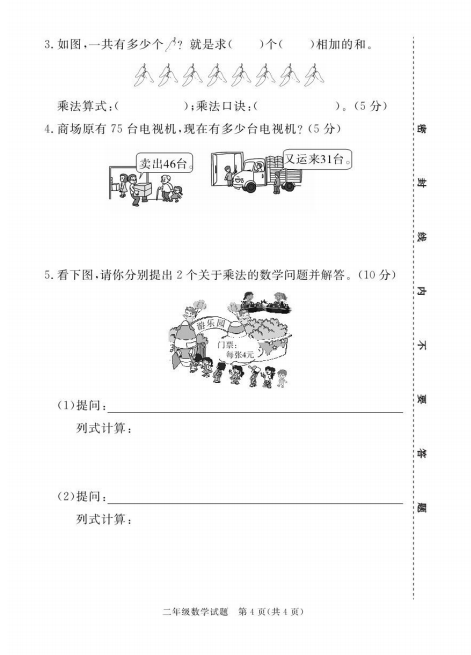 3. 如图,一共有多少个 ? 就是求(  )个(  )相加的和。
乘法算式:(  );乘法口诀:(  )。(5 分)
4. 商场原有 75 台电视机,现在有多少台电视机?(5 分)
卖出46台。
又运来31台。
5. 看下图,请你分别提出 2 个关于乘法的数学问题并解答。(10 分)
游乐园
门票:
每张4元
(1)提问:
列式计算:
(2)提问:
列式计算:
二年级数学试题 第 4 页(共 4 页)
密
封
线
内
不
要
答
题